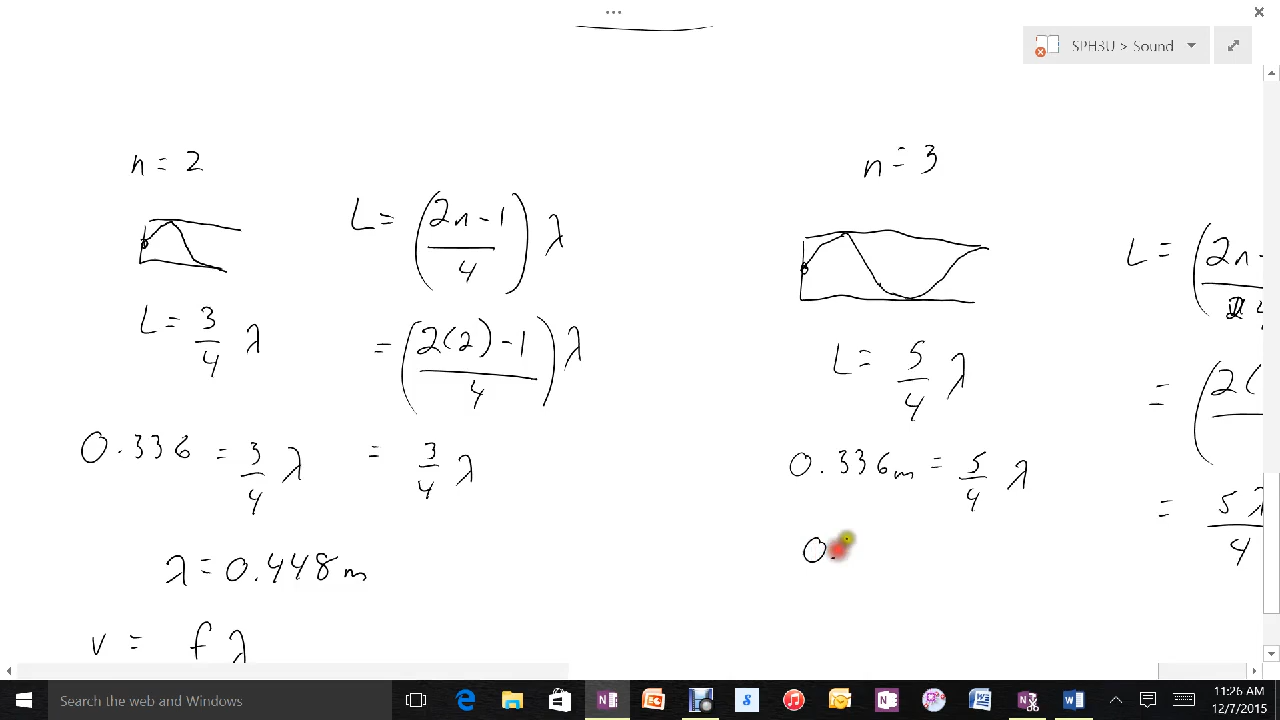 SPH3U > Sound
n = 2
L = (2n - 1 / 4) λ
L = 3/4 λ
= (2(2) - 1 / 4) λ
0.336 = 3/4 λ
= 3/4 λ
λ = 0.448 m
v = f λ
n = 3
L = (2n -
L = 5/4 λ
= (2(
0.336 m = 5/4 λ
= 5λ/4
0.
Search the web and Windows
11:26 AM
12/7/2015